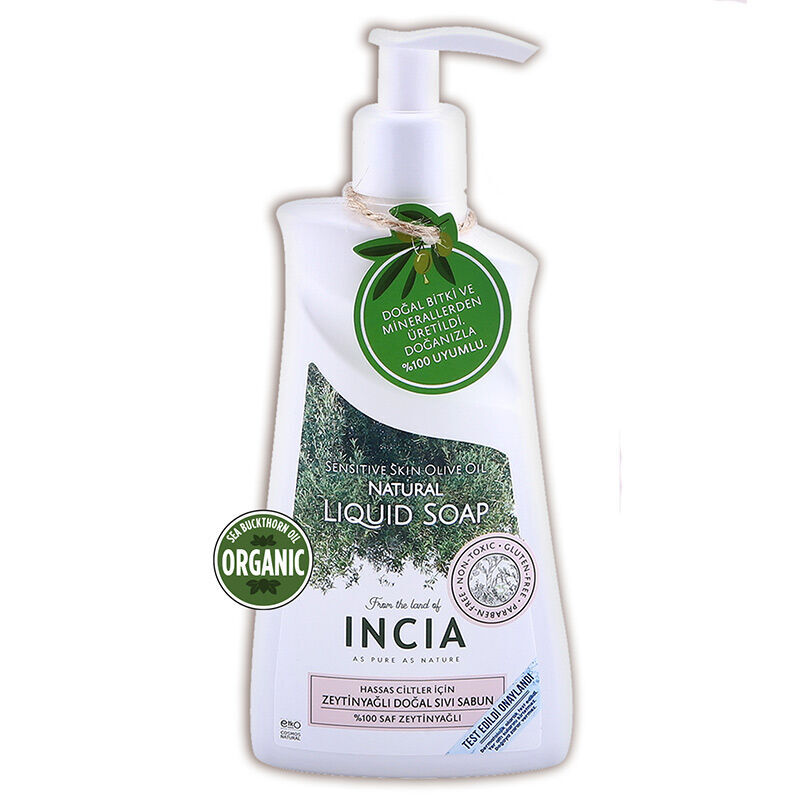 DOĞAL BİTKİ VE
MİNERALLERDEN
ÜRETİLDİ.
DOĞANIZLA
%100 UYUMLU.
SENSITIVE SKIN OLIVE OIL
NATURAL
LIQUID SOAP
SEA BUCKTHORN OIL
ORGANIC
NON-TOXIC • GLUTEN-FREE • PARABEN-FREE •
From the land of
INCIA
AS PURE AS NATURE
HASSAS CİLTLER İÇİN
ZEYTİNYAĞLI DOĞAL SIVI SABUN
%100 SAF ZEYTİNYAĞLI
etko
COSMOS
NATURAL
TEST EDİLDİ ONAYLANDI